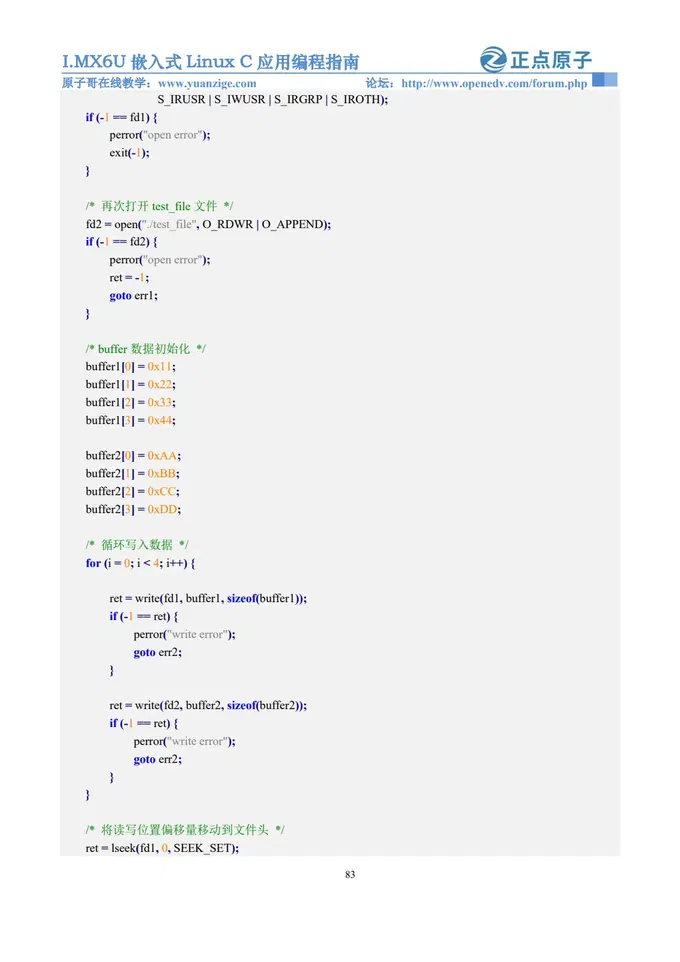 I.MX6U 嵌入式 Linux C 应用编程指南
正点原子
原子哥在线教学：www.yuanzige.com 论坛：http://www.openedv.com/forum.php
S_IRUSR | S_IWUSR | S_IRGRP | S_IROTH);
if (-1 == fd1) {
perror("open error");
exit(-1);
}
/* 再次打开 test_file 文件 */
fd2 = open("./test_file", O_RDWR | O_APPEND);
if (-1 == fd2) {
perror("open error");
ret = -1;
goto err1;
}
/* buffer 数据初始化 */
buffer1[0] = 0x11;
buffer1[1] = 0x22;
buffer1[2] = 0x33;
buffer1[3] = 0x44;
buffer2[0] = 0xAA;
buffer2[1] = 0xBB;
buffer2[2] = 0xCC;
buffer2[3] = 0xDD;
/* 循环写入数据 */
for (i = 0; i < 4; i++) {
ret = write(fd1, buffer1, sizeof(buffer1));
if (-1 == ret) {
perror("write error");
goto err2;
}
ret = write(fd2, buffer2, sizeof(buffer2));
if (-1 == ret) {
perror("write error");
goto err2;
}
}
/* 将读写位置偏移量移动到文件头 */
ret = lseek(fd1, 0, SEEK_SET);
83